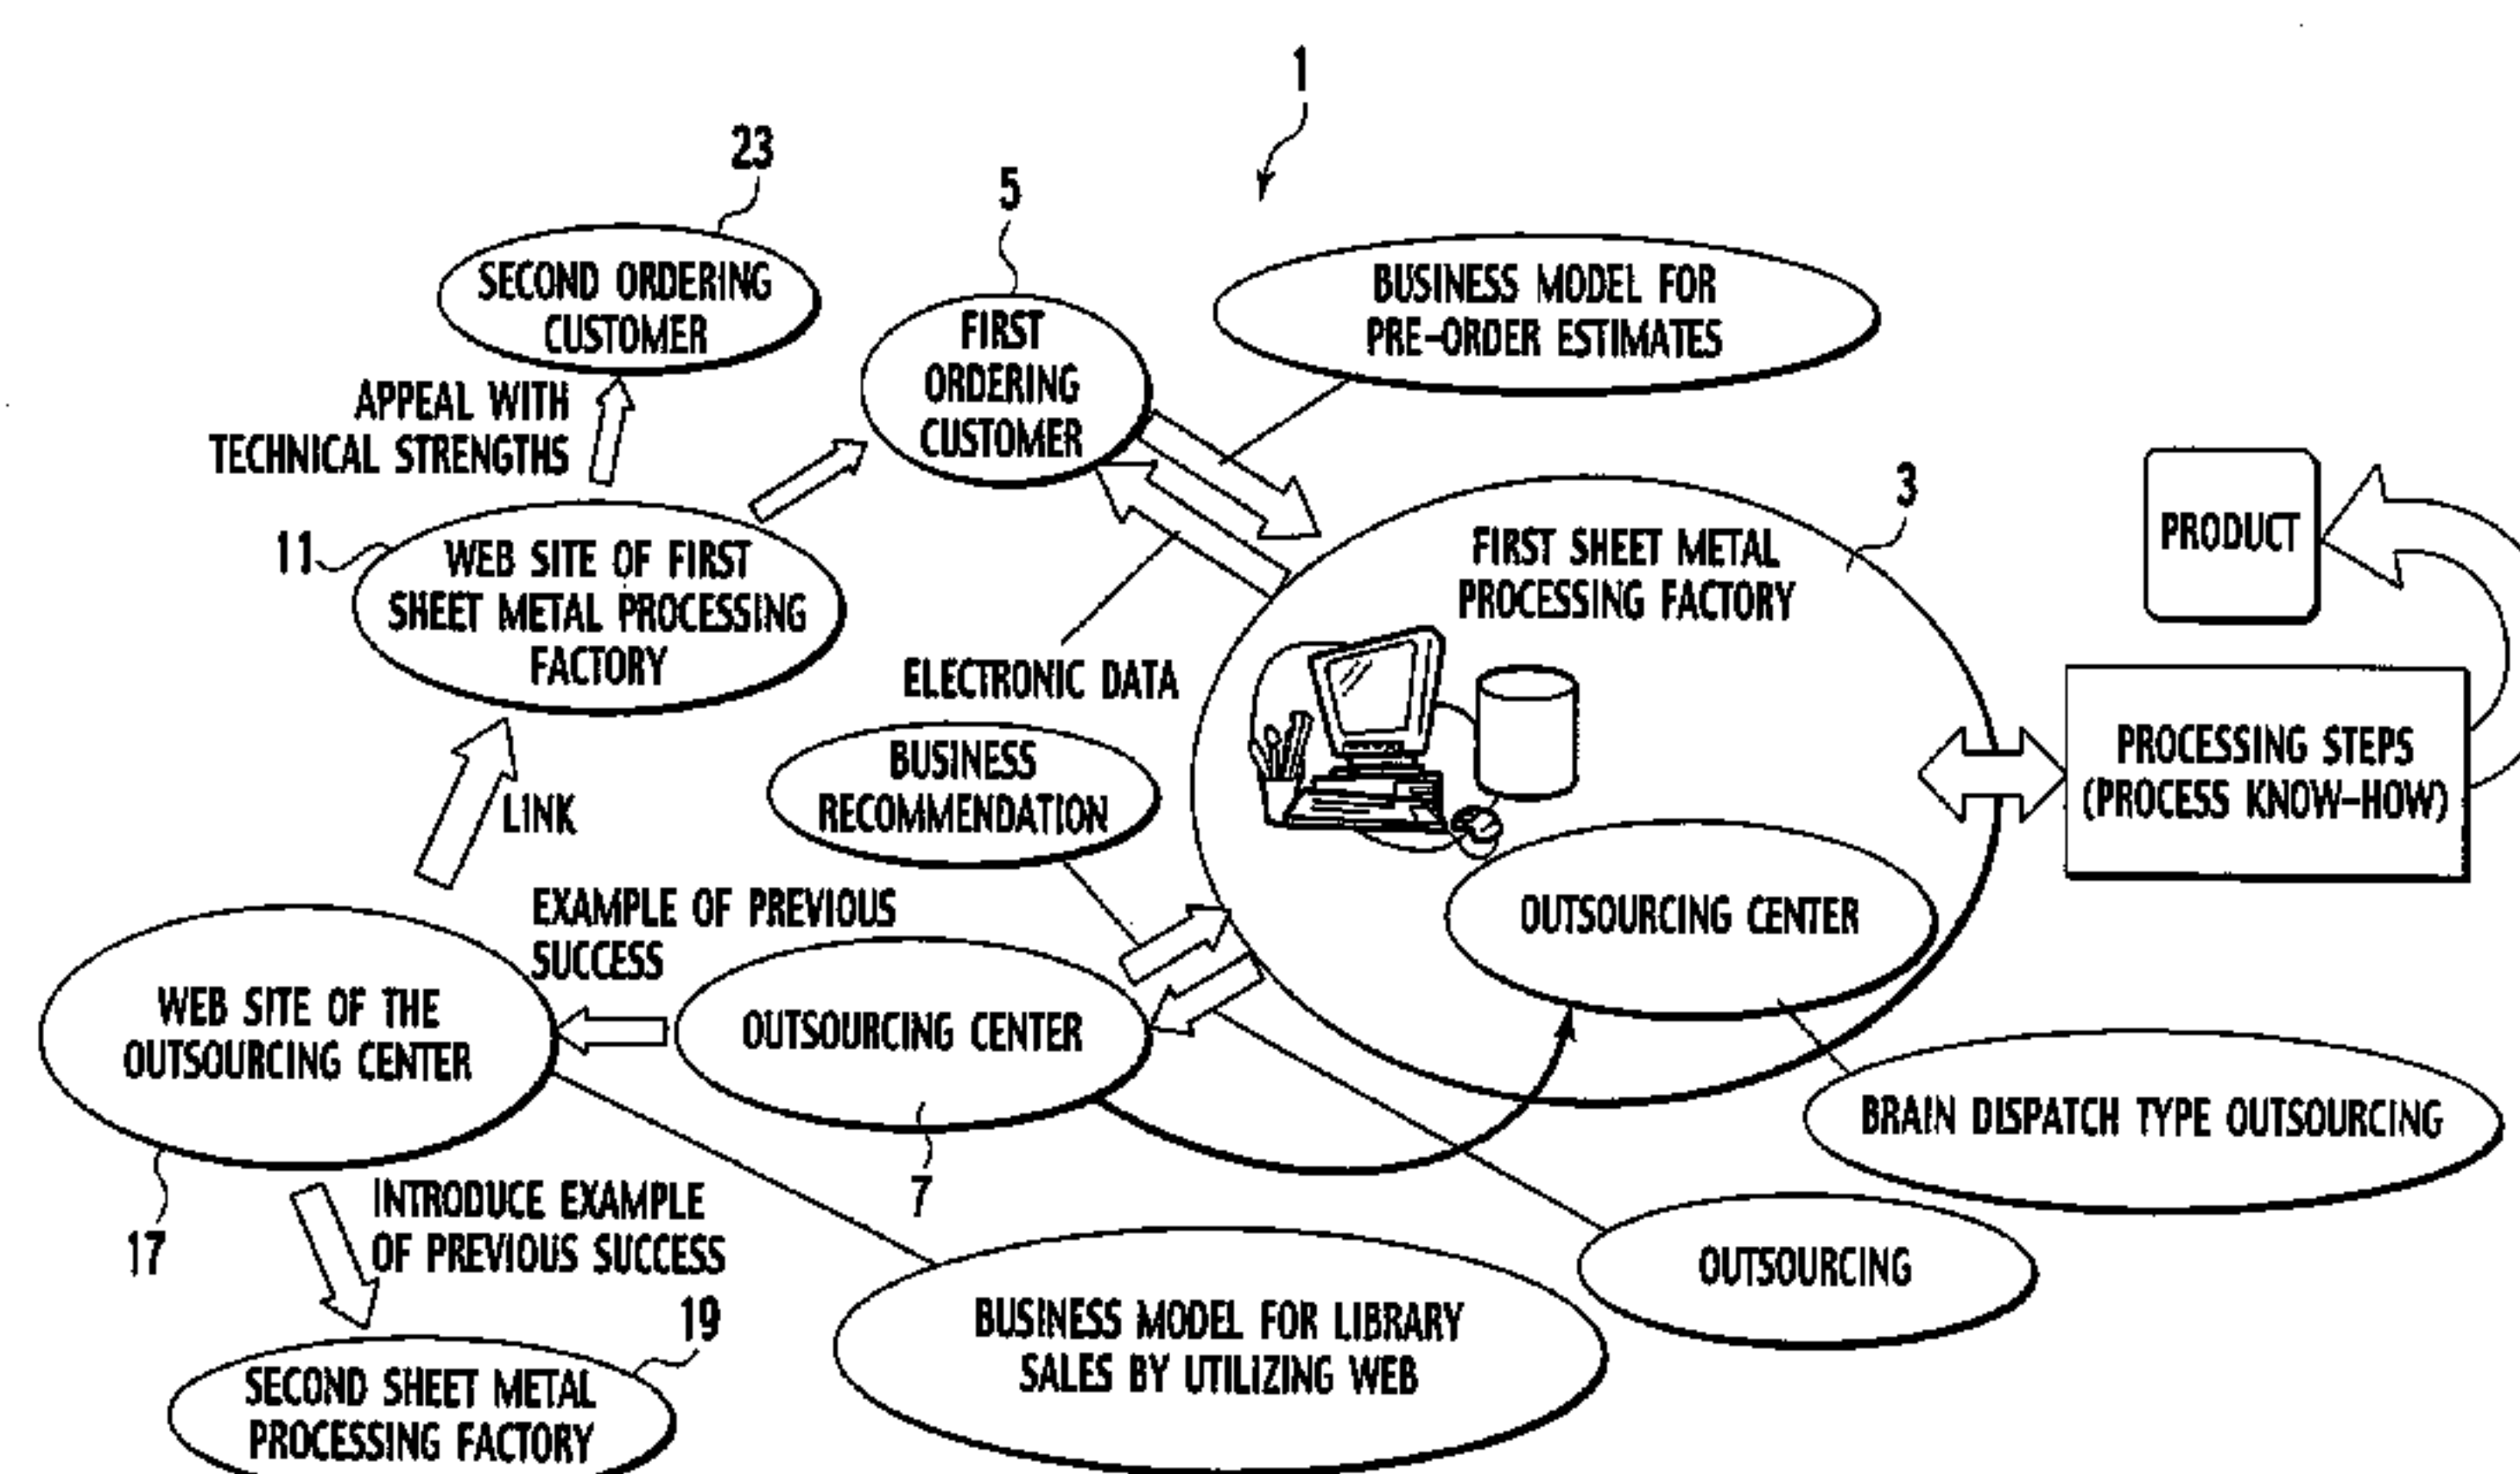 1
23
5
SECOND ORDERING
CUSTOMER
FIRST
ORDERING
CUSTOMER
BUSINESS MODEL FOR
PRE-ORDER ESTIMATES
APPEAL WITH
TECHNICAL STRENGTHS
3
11
WEB SITE OF FIRST
SHEET METAL PROCESSING
FACTORY
FIRST SHEET METAL
PROCESSING FACTORY
PRODUCT
ELECTRONIC DATA
BUSINESS
RECOMMENDATION
LINK
PROCESSING STEPS
(PROCESS KNOW-HOW)
EXAMPLE OF PREVIOUS
SUCCESS
OUTSOURCING CENTER
WEB SITE OF THE
OUTSOURCING CENTER
OUTSOURCING CENTER
BRAIN DISPATCH TYPE OUTSOURCING
7
17
INTRODUCE EXAMPLE
OF PREVIOUS SUCCESS
OUTSOURCING
19
BUSINESS MODEL FOR LIBRARY
SALES BY UTILIZING WEB
SECOND SHEET METAL
PROCESSING FACTORY